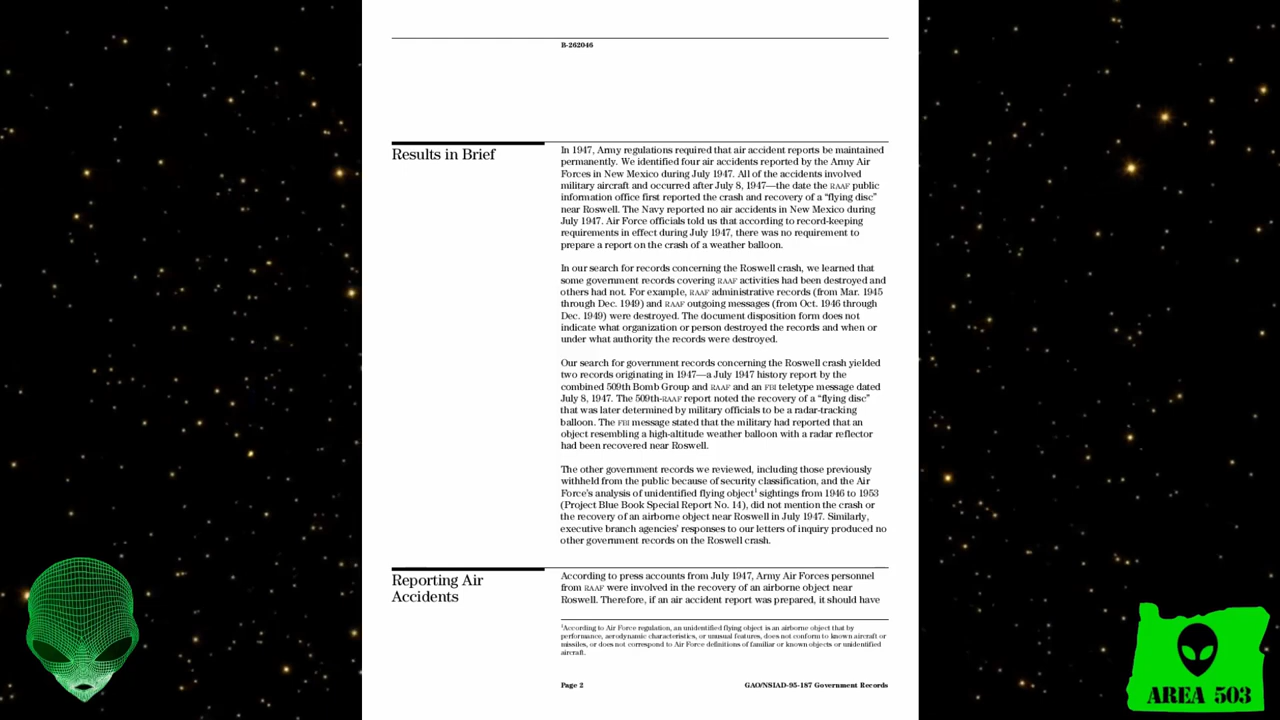 B-262046
Results in Brief
In 1947, Army regulations required that air accident reports be maintained
permanently. We identified four air accidents reported by the Army Air
Forces in New Mexico during July 1947. All of the accidents involved
military aircraft and occurred after July 8, 1947—the date the RAAF public
information office first reported the crash and recovery of a “flying disc”
near Roswell. The Navy reported no air accidents in New Mexico during
July 1947. Air Force officials told us that according to record-keeping
requirements in effect during July 1947, there was no requirement to
prepare a report on the crash of a weather balloon.
In our search for records concerning the Roswell crash, we learned that
some government records covering RAAF activities had been destroyed and
others had not. For example, RAAF administrative records (from Mar. 1945
through Dec. 1949) and RAAF outgoing messages (from Oct. 1946 through
Dec. 1949) were destroyed. The document disposition form does not
indicate what organization or person destroyed the records and when or
under what authority the records were destroyed.
Our search for government records concerning the Roswell crash yielded
two records originating in 1947—a July 1947 history report by the
combined 509th Bomb Group and RAAF and an FBI teletype message dated
July 8, 1947. The 509th-RAAF report noted the recovery of a “flying disc”
that was later determined by military officials to be a radar-tracking
balloon. The FBI message stated that the military had reported that an
object resembling a high-altitude weather balloon with a radar reflector
had been recovered near Roswell.
The other government records we reviewed, including those previously
withheld from the public because of security classification, and the Air
Force’s analysis of unidentified flying object1 sightings from 1946 to 1953
(Project Blue Book Special Report No. 14), did not mention the crash or
the recovery of an airborne object near Roswell in July 1947. Similarly,
executive branch agencies’ responses to our letters of inquiry produced no
other government records on the Roswell crash.
Reporting Air
Accidents
According to press accounts from July 1947, Army Air Forces personnel
from RAAF were involved in the recovery of an airborne object near
Roswell. Therefore, if an air accident report was prepared, it should have
1According to Air Force regulation, an unidentified flying object is an airborne object that by
performance, aerodynamic characteristics, or unusual features, does not conform to known aircraft or
missiles, or does not correspond to Air Force definitions of familiar or known objects or unidentified
aircraft.
Page 2
GAO/NSIAD-95-187 Government Records
AREA 503